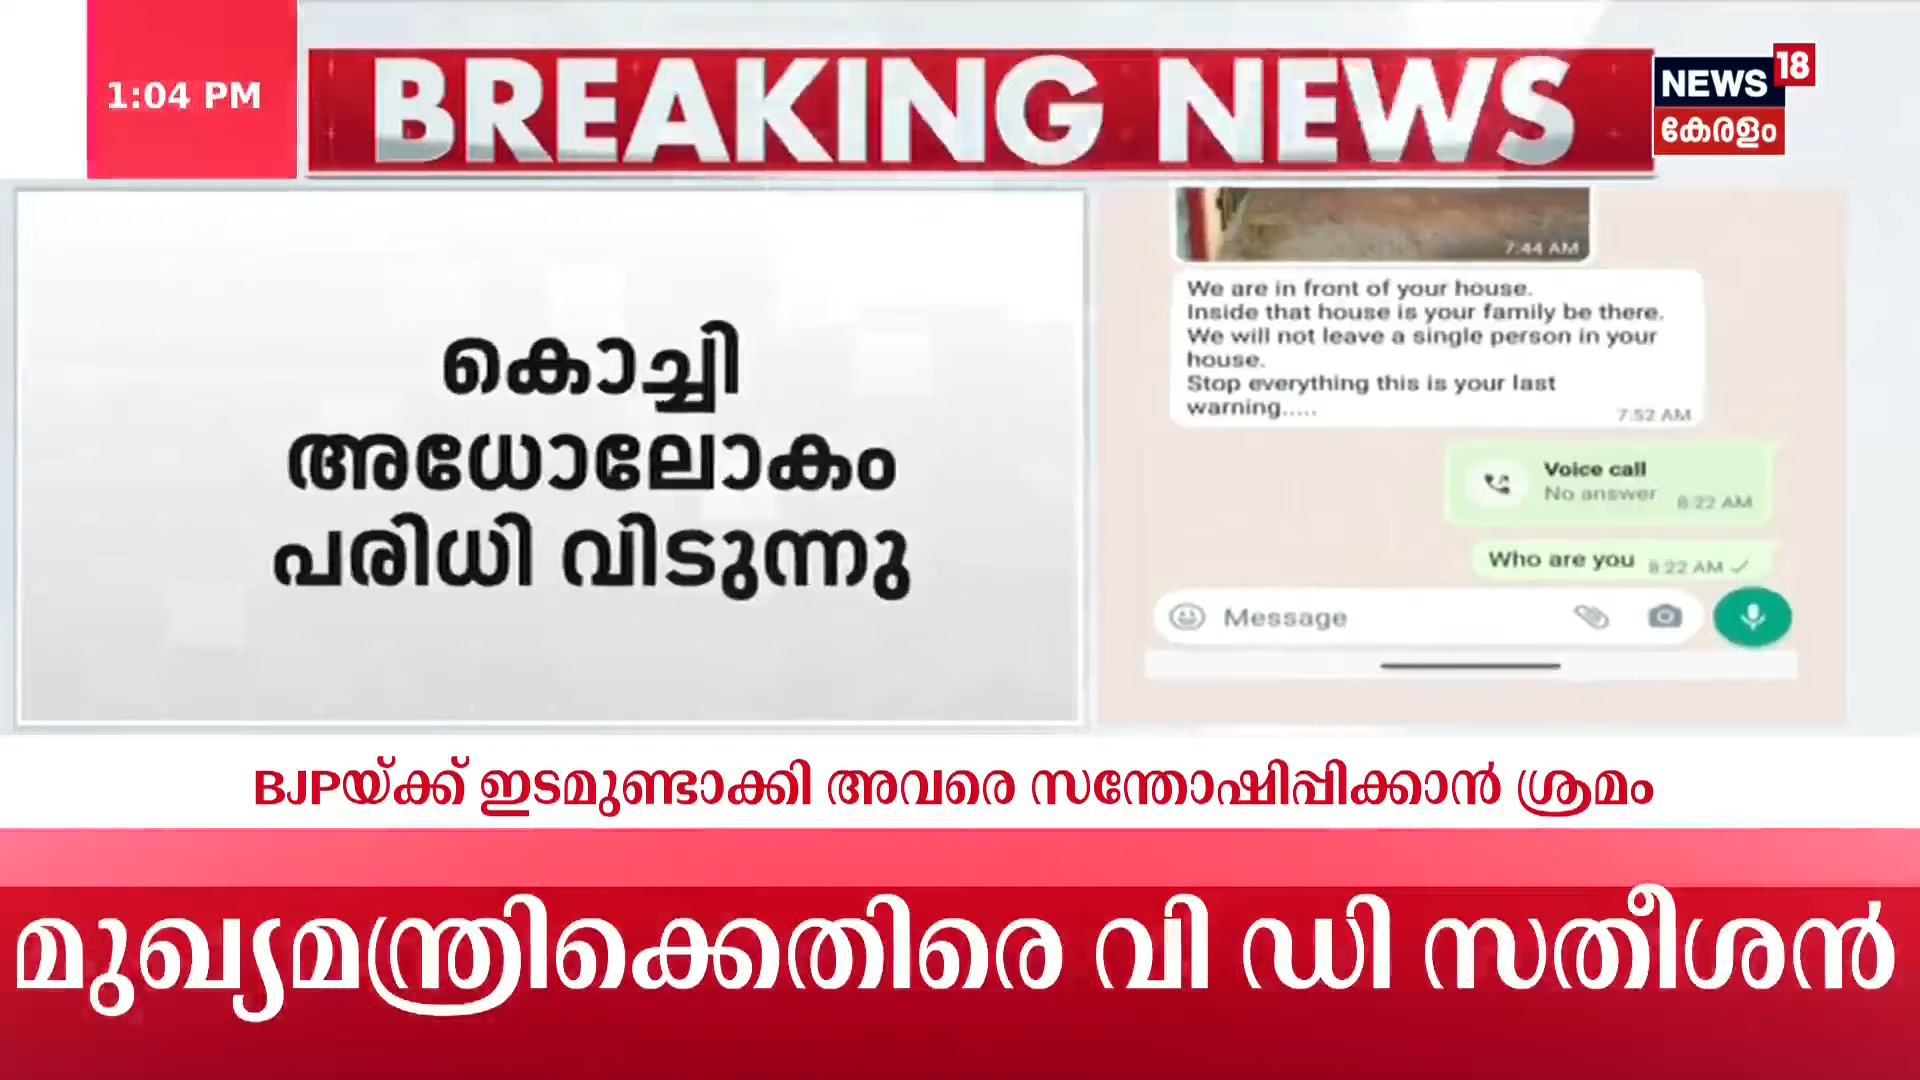 1:04 PM
BREAKING NEWS
NEWS 18
കേരളം
കൊച്ചി
അധോലോകം
പരിധി വിടുന്നു
7:44 AM
We are in front of your house.
Inside that house is your family be there.
We will not leave a single person in your
house.
Stop everything this is your last
warning.....
7:52 AM
Voice call
No answer 8:22 AM
Who are you 8:22 AM
Message
BJPയ്ക്ക് ഇടമുണ്ടാക്കി അവരെ സന്തോഷിപ്പിക്കാൻ ശ്രമം
മുഖ്യമന്ത്രിക്കെതിരെ വി ഡി സതീശൻ